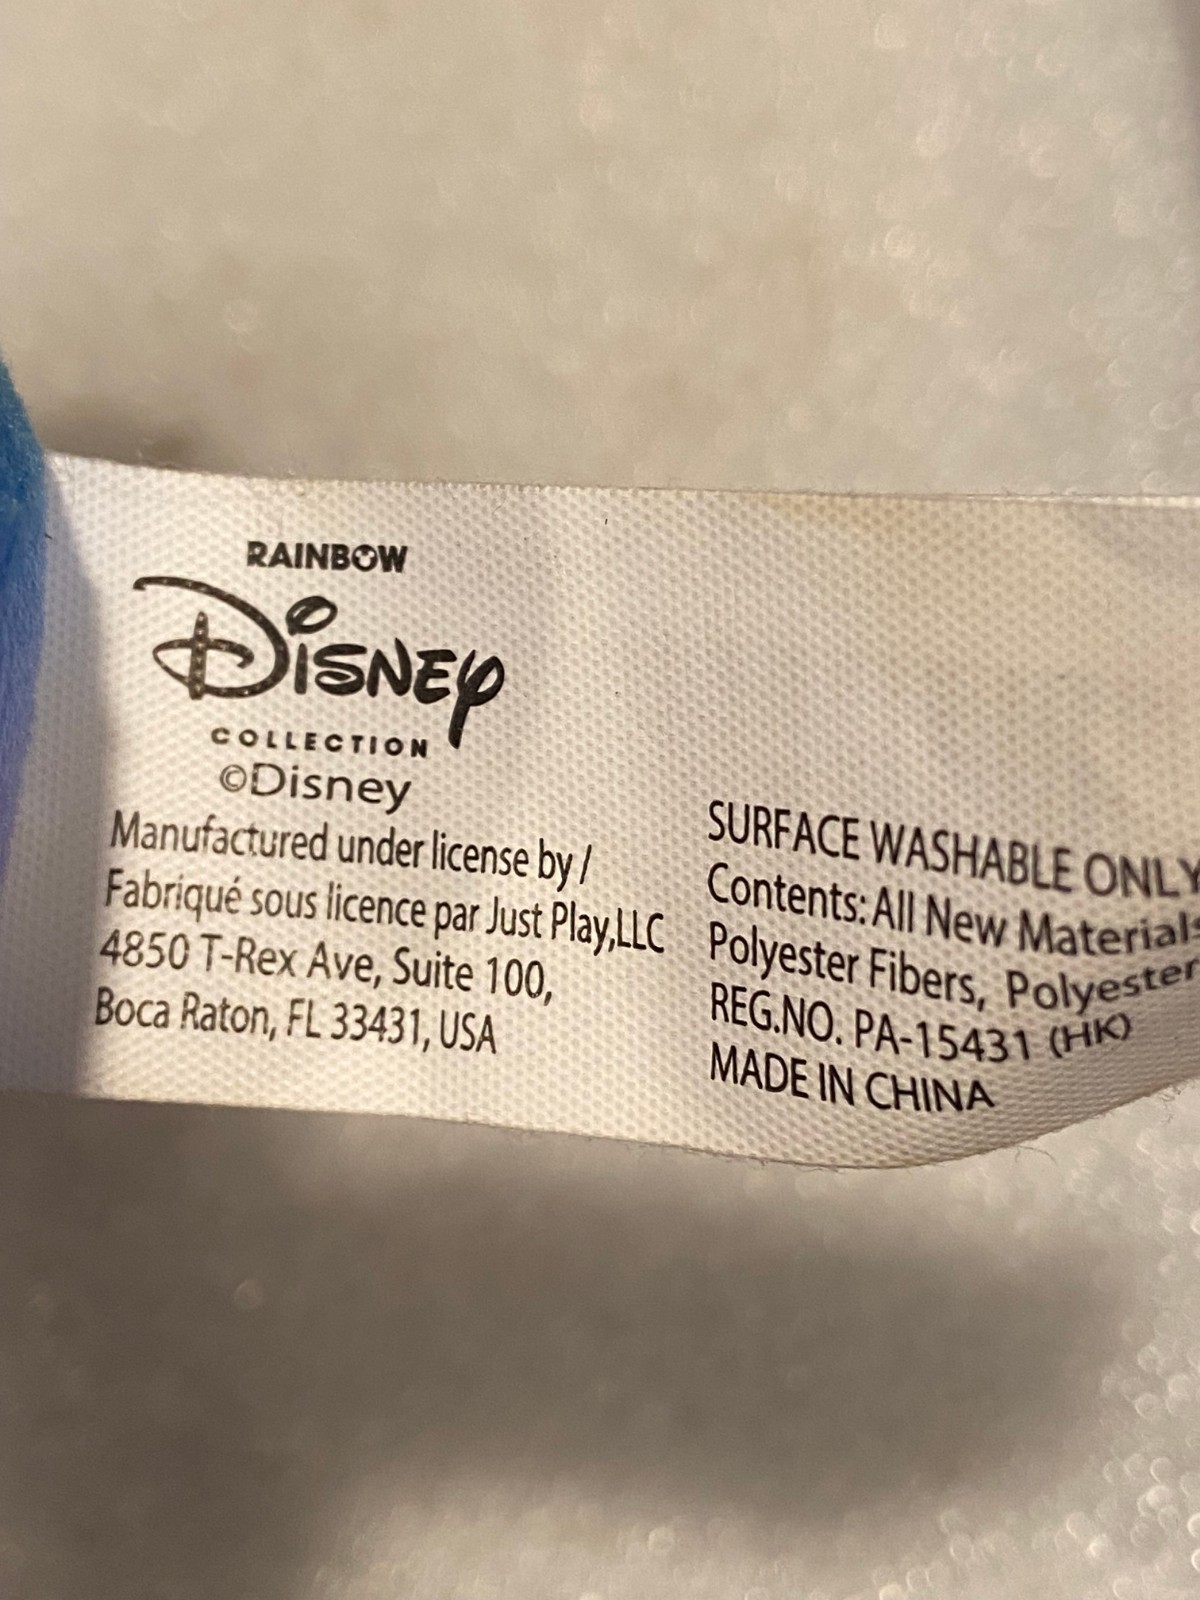 RAINBOW
Disney
COLLECTION
©Disney
Manufactured under license by /
Fabriqué sous licence par Just Play,LLC
4850 T-Rex Ave, Suite 100,
Boca Raton, FL 33431, USA
SURFACE WASHABLE ONLY
Contents: All New Materials
Polyester Fibers, Polyester
REG.NO. PA-15431 (HK)
MADE IN CHINA